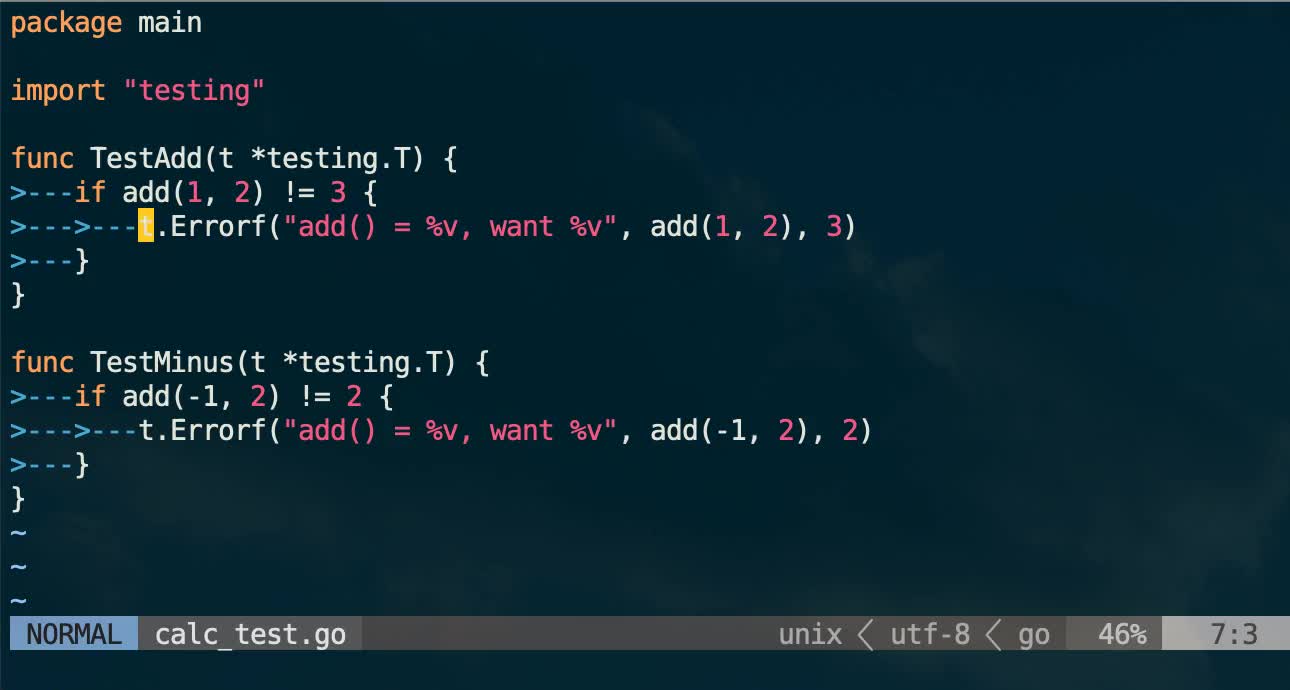 package main
import "testing"
func TestAdd(t *testing.T) {
>---if add(1, 2) != 3 {
>--->---t.Errorf("add() = %v, want %v", add(1, 2), 3)
>---}
}
func TestMinus(t *testing.T) {
>---if add(-1, 2) != 2 {
>--->---t.Errorf("add() = %v, want %v", add(-1, 2), 2)
>---}
}
~
~
~
NORMAL calc_test.go unix < utf-8 < go 46% 7:3